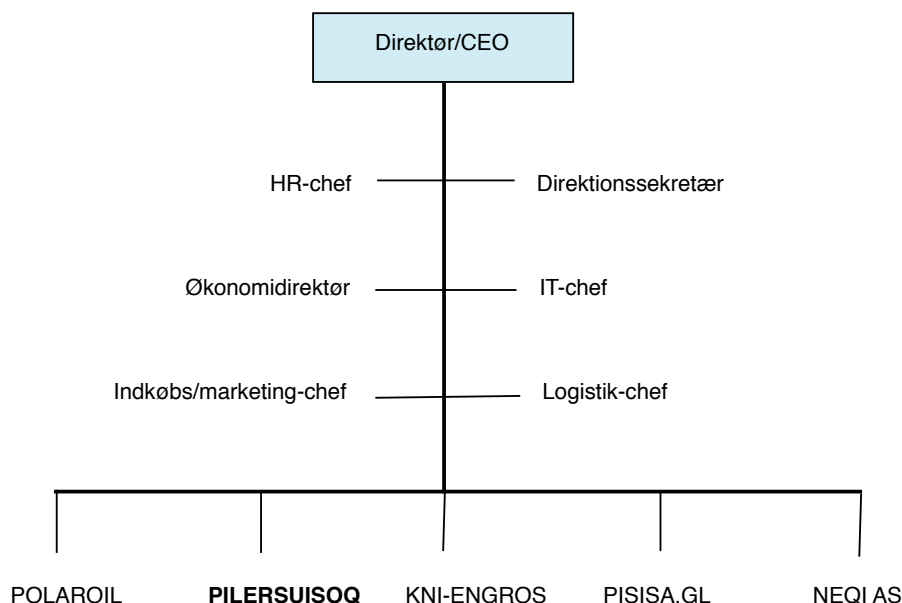 Direktør/CEO
HR-chef
Direktionssekretær
Økonomidirektør
IT-chef
Indkøbs/marketing-chef
Logistik-chef
POLAROIL
PILERSUISOQ
KNI-ENGROS
PISISA.GL
NEQI AS